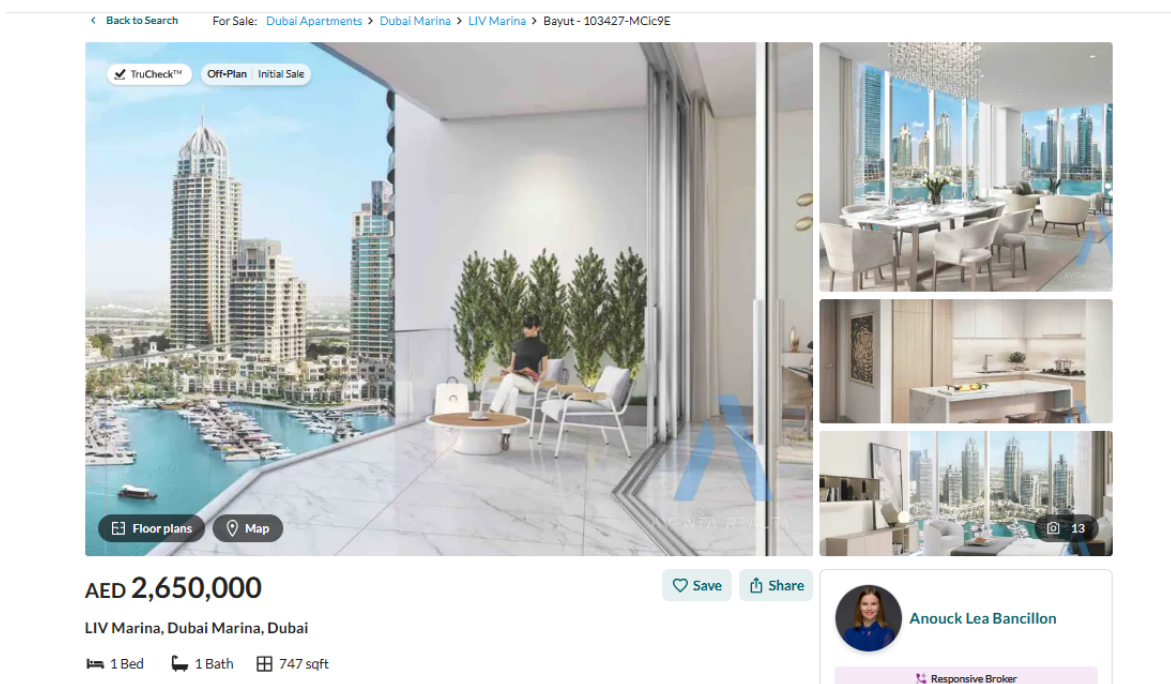 Back to Search For Sale: Dubai Apartments > Dubai Marina > LIV Marina > Bayut - 103427-MCic9E
TruCheck™ Off-Plan | Initial Sale
Floor plans Map
13
AED 2,650,000
Save Share
LIV Marina, Dubai Marina, Dubai
1 Bed 1 Bath 747 sqft
Anouck Lea Bancillon
Responsive Broker